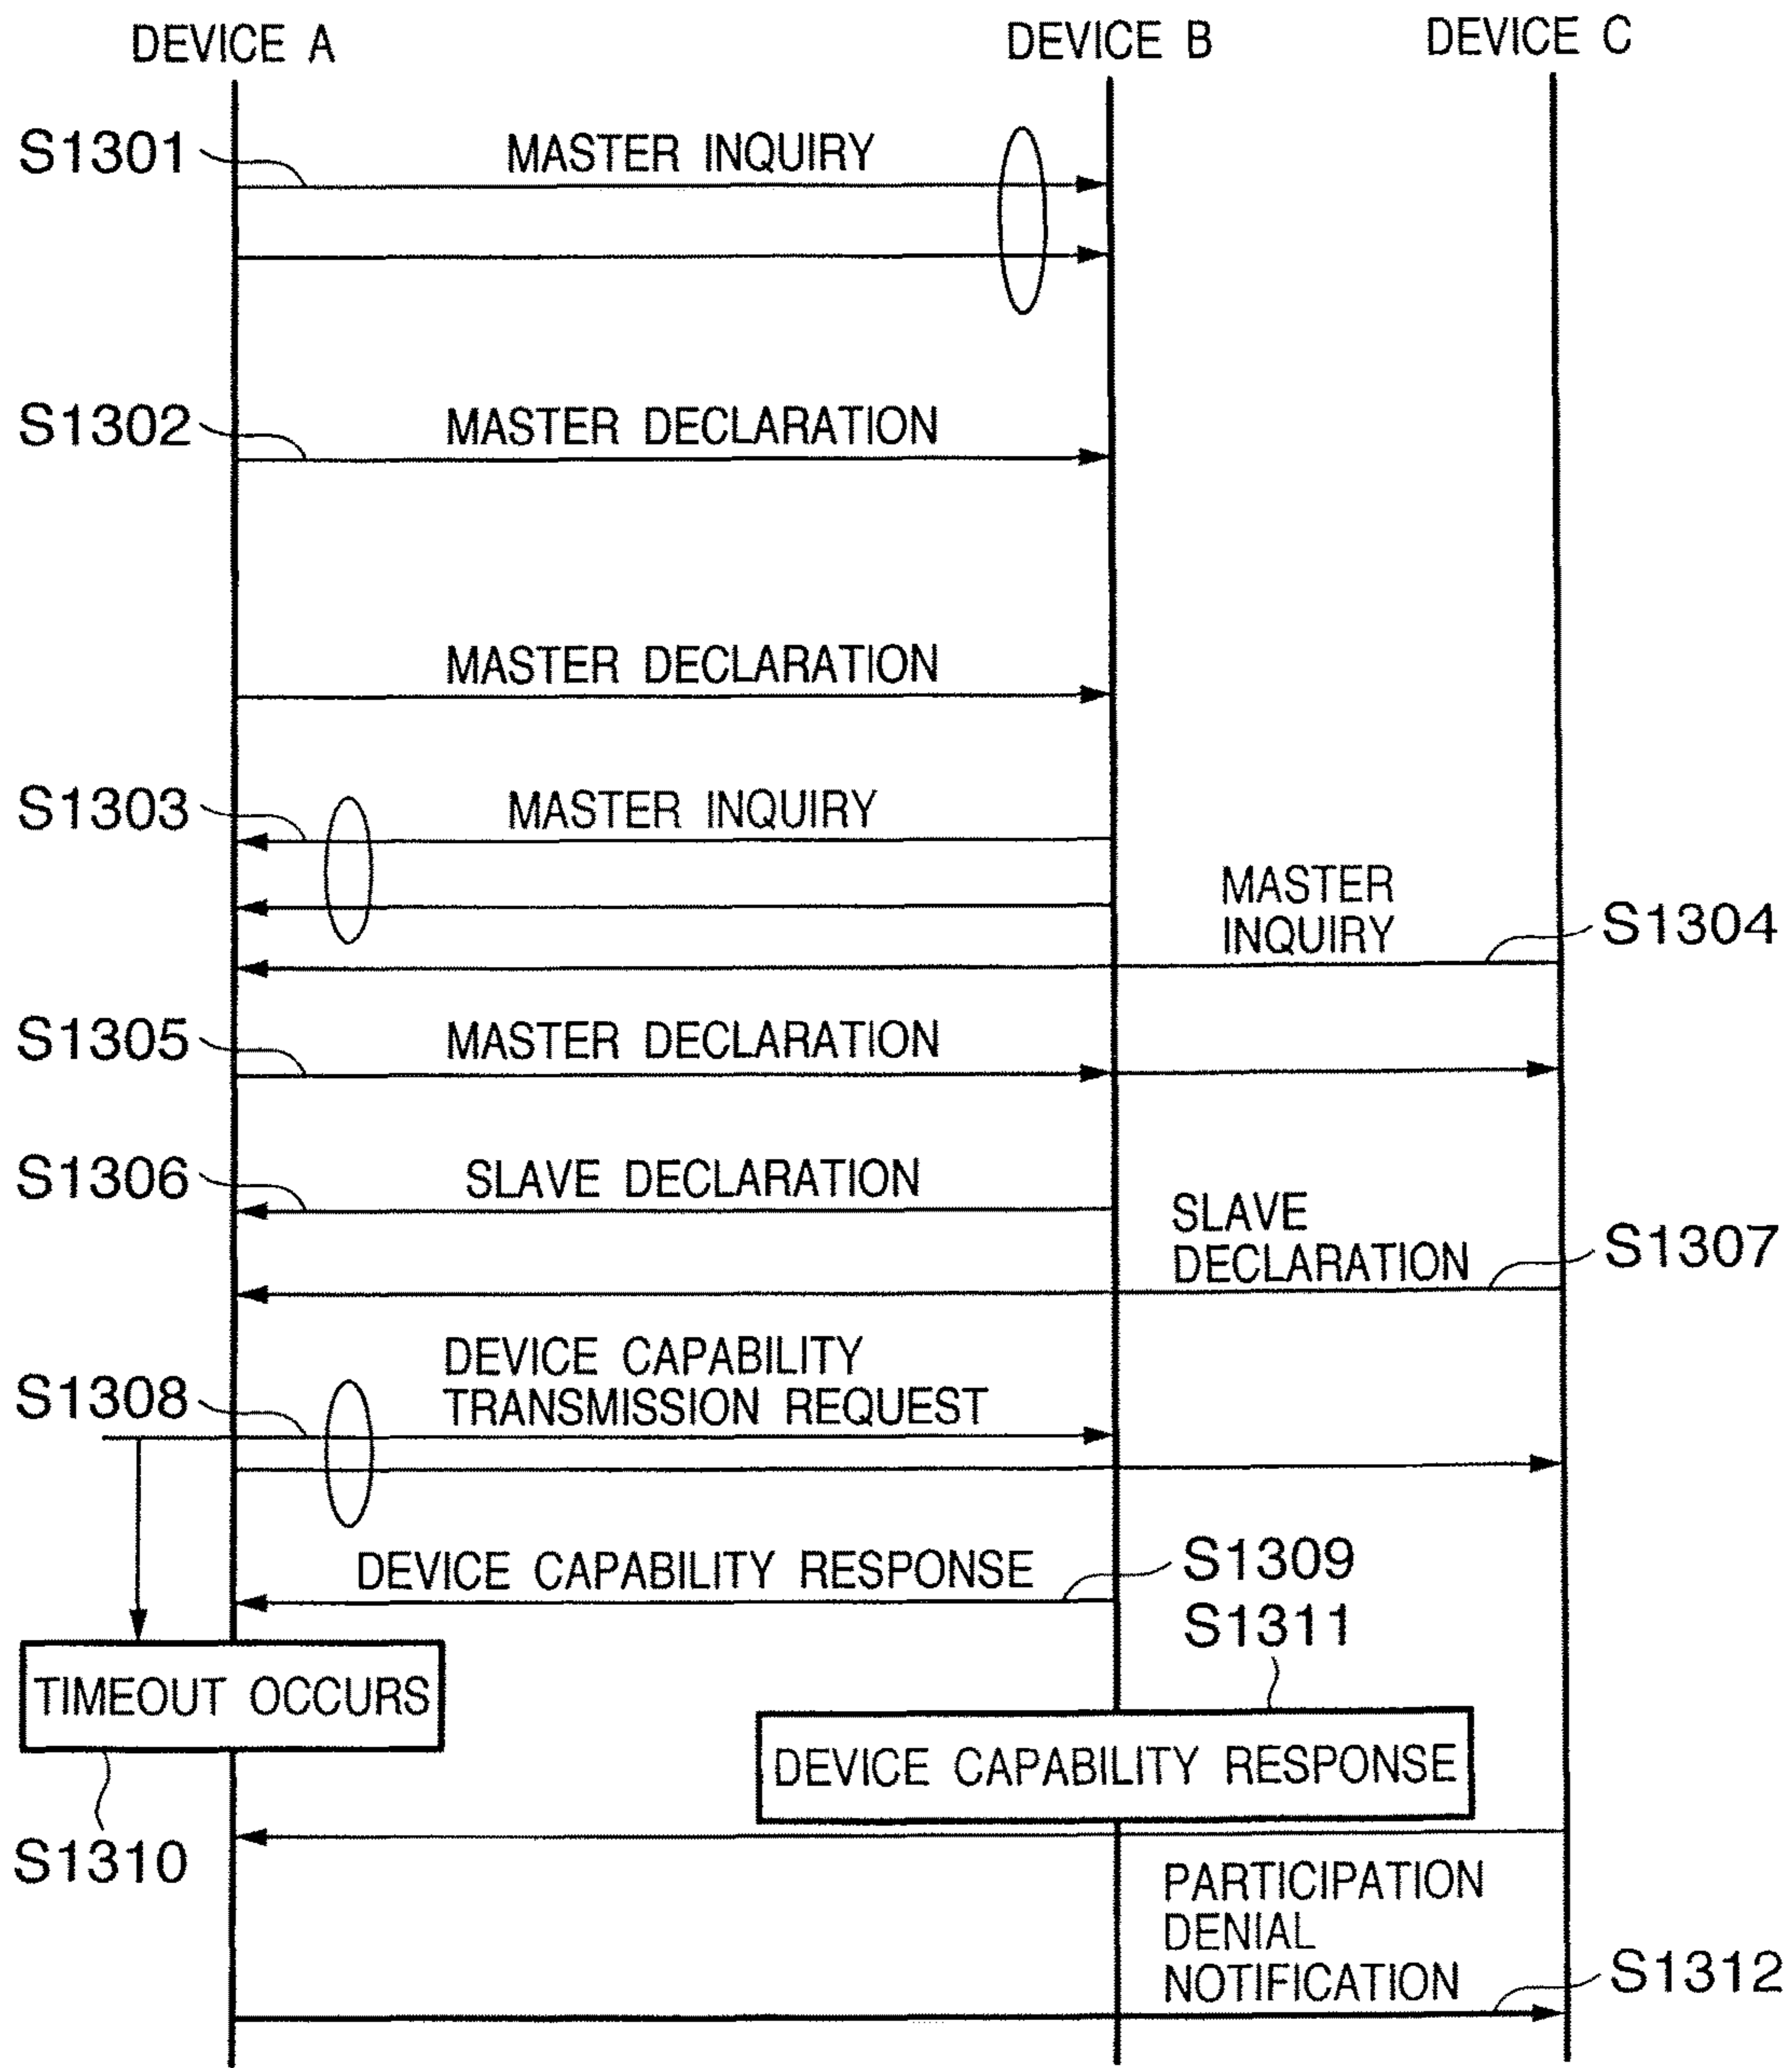 DEVICE A
DEVICE B
DEVICE C
S1301
MASTER INQUIRY
S1302
MASTER DECLARATION
MASTER DECLARATION
S1303
MASTER INQUIRY
MASTER
INQUIRY
S1304
S1305
MASTER DECLARATION
S1306
SLAVE DECLARATION
SLAVE
DECLARATION
S1307
DEVICE CAPABILITY
TRANSMISSION REQUEST
S1308
DEVICE CAPABILITY RESPONSE
S1309
S1311
TIMEOUT OCCURS
DEVICE CAPABILITY RESPONSE
S1310
PARTICIPATION
DENIAL
NOTIFICATION
S1312